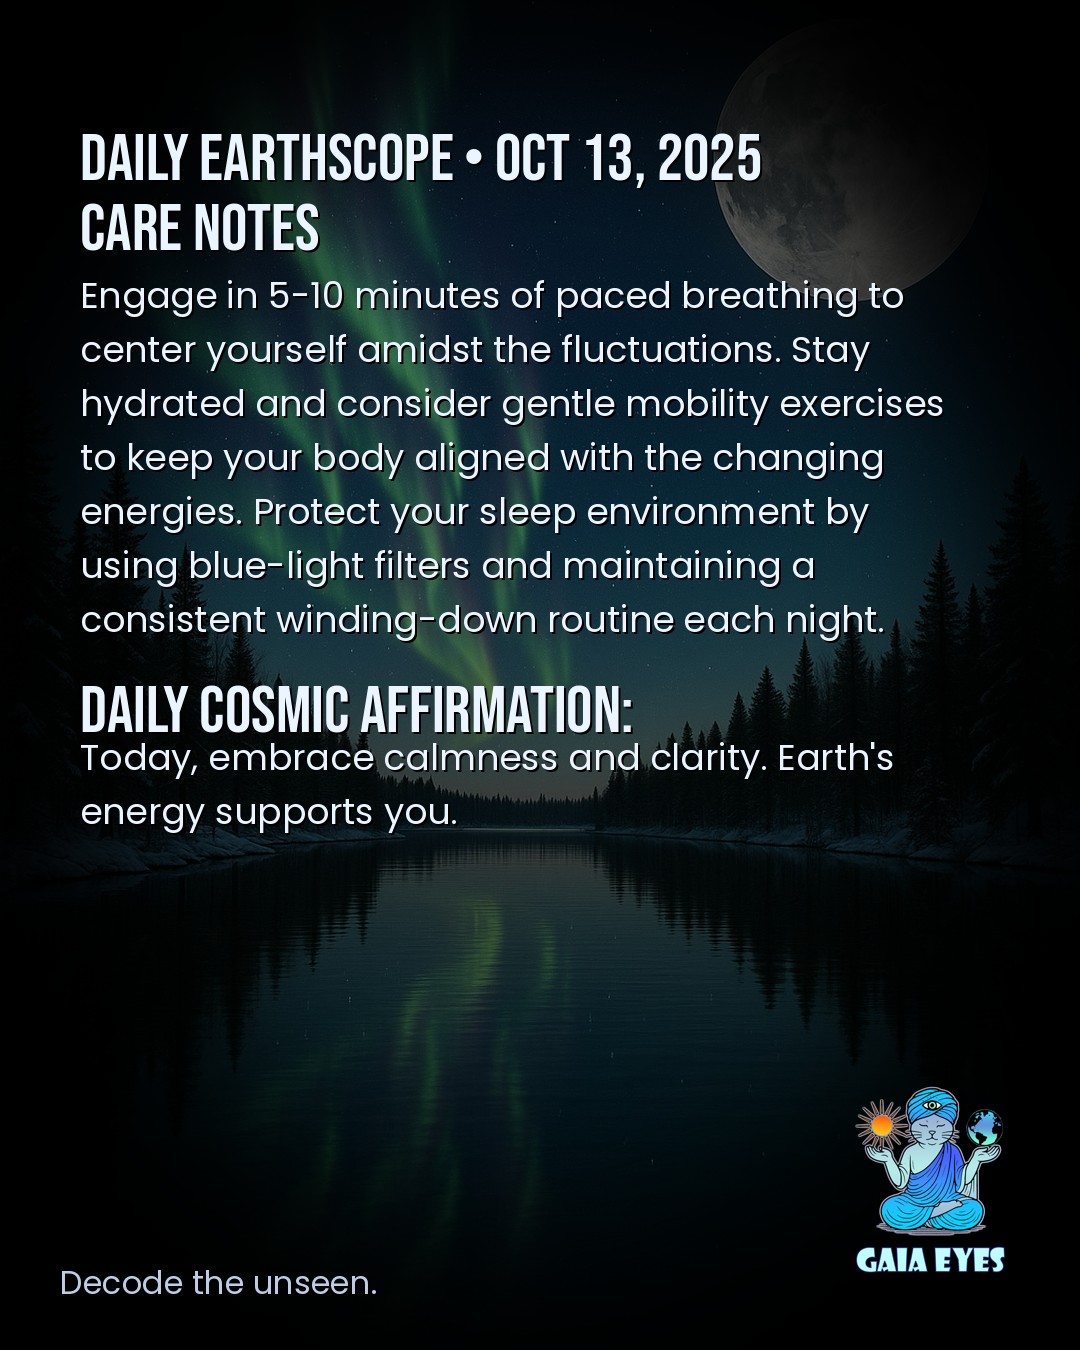 DAILY EARTHSCOPE • OCT 13, 2025
CARE NOTES
Engage in 5-10 minutes of paced breathing to
center yourself amidst the fluctuations. Stay
hydrated and consider gentle mobility exercises
to keep your body aligned with the changing
energies. Protect your sleep environment by
using blue-light filters and maintaining a
consistent winding-down routine each night.
DAILY COSMIC AFFIRMATION:
Today, embrace calmness and clarity. Earth's
energy supports you.
GAIA EYES
Decode the unseen.